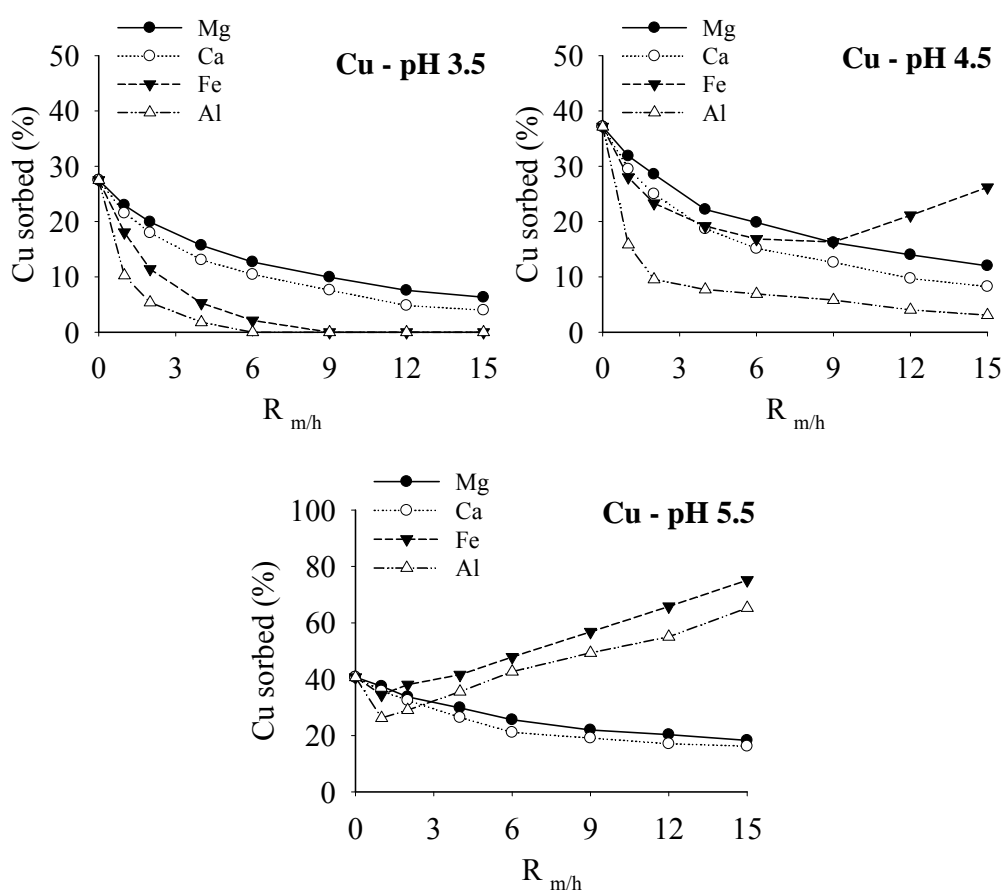 Mg
Ca
Fe
Al
Cu - pH 3.5
Cu sorbed (%)
50
40
30
20
10
0
0 3 6 9 12 15
R m/h
Mg
Ca
Fe
Al
Cu - pH 4.5
Cu sorbed (%)
50
40
30
20
10
0
0 3 6 9 12 15
R m/h
Mg
Ca
Fe
Al
Cu - pH 5.5
Cu sorbed (%)
100
80
60
40
20
0
0 3 6 9 12 15
R m/h